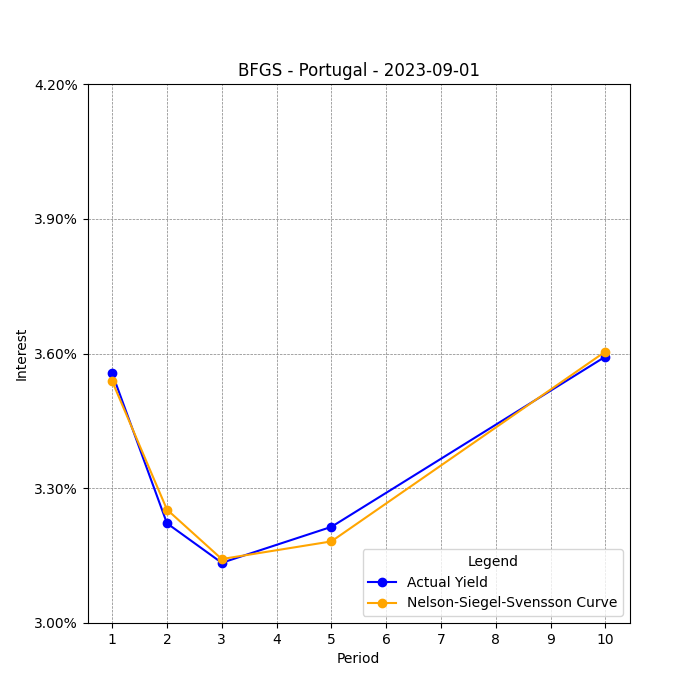 BFGS - Portugal - 2023-09-01
4.20%
3.90%
3.60%
3.30%
3.00%
Interest
1 2 3 4 5 6 7 8 9 10
Period
Legend
Actual Yield
Nelson-Siegel-Svensson Curve